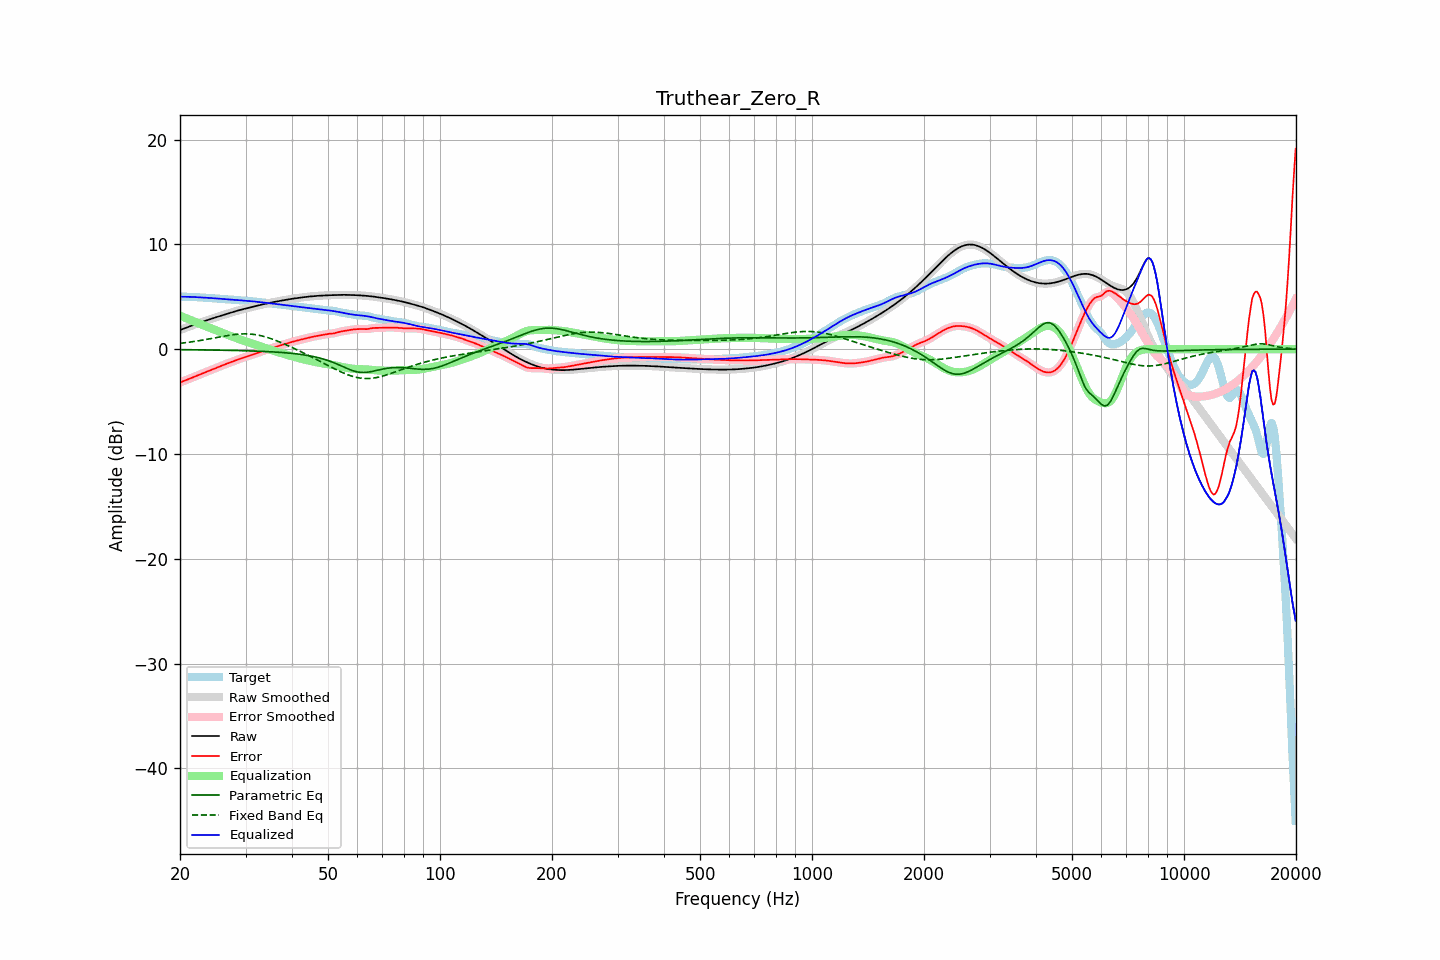 Truthear_Zero_R
20
10
0
−10
−20
−30
−40
Amplitude (dBr)
Target
Raw Smoothed
Error Smoothed
Raw
Error
Equalization
Parametric Eq
Fixed Band Eq
Equalized
20 50 100 200 500 1000 2000 5000 10000 20000
Frequency (Hz)